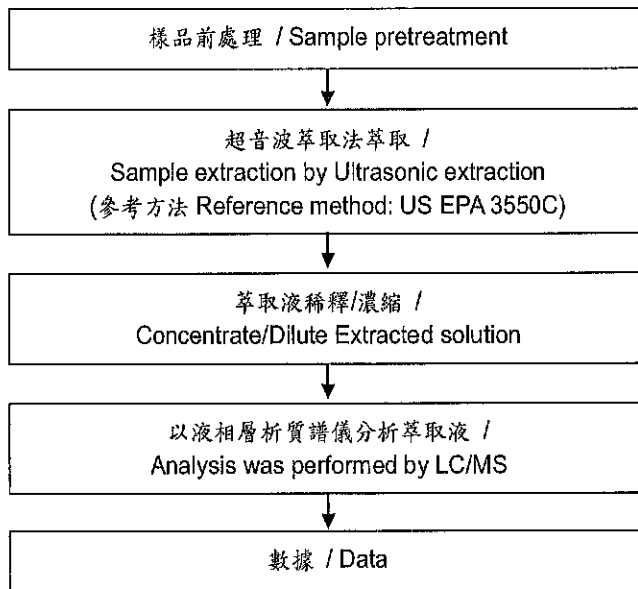 樣品前處理 / Sample pretreatment
超音波萃取法萃取 /
Sample extraction by Ultrasonic extraction
(參考方法 Reference method: US EPA 3550C)
萃取液稀釋/濃縮 /
Concentrate/Dilute Extracted solution
以液相層析質譜儀分析萃取液 /
Analysis was performed by LC/MS
數據 / Data